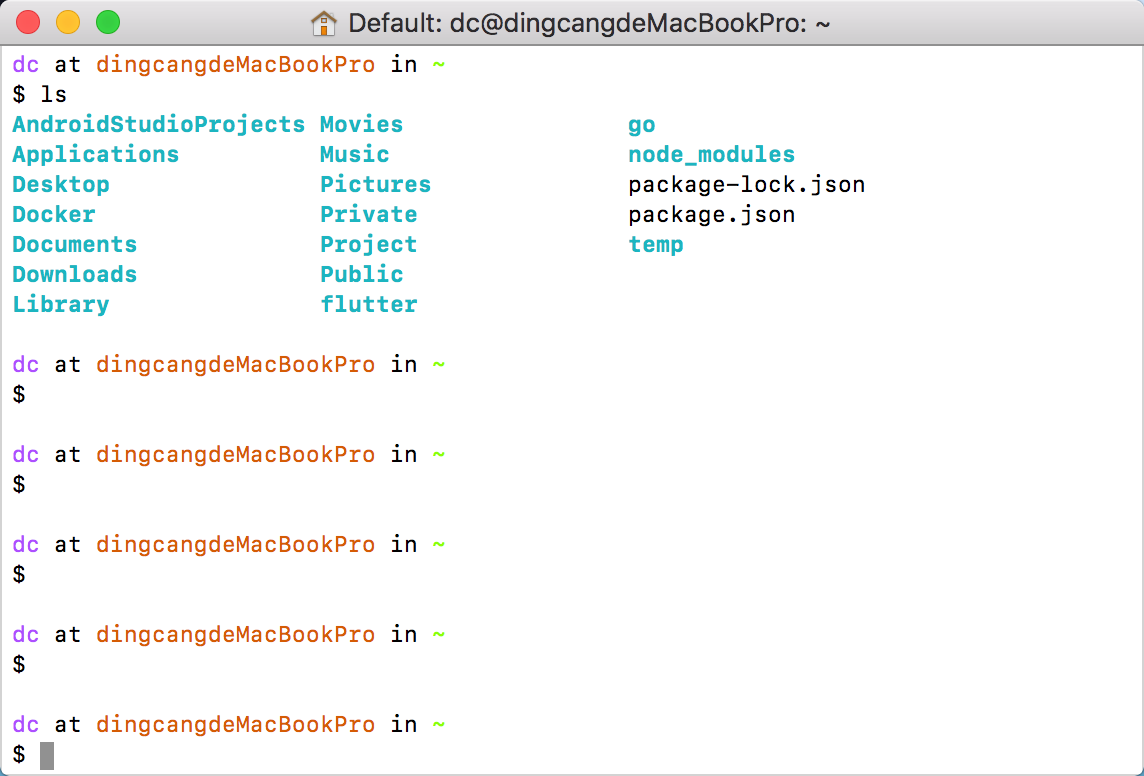 Default: dc@dingcangdeMacBookPro: ~
dc at dingcangdeMacBookPro in ~
$ ls
AndroidStudioProjects Movies go
Applications Music node_modules
Desktop Pictures package-lock.json
Docker Private package.json
Documents Project temp
Downloads Public
Library flutter
dc at dingcangdeMacBookPro in ~
$
dc at dingcangdeMacBookPro in ~
$
dc at dingcangdeMacBookPro in ~
$
dc at dingcangdeMacBookPro in ~
$
dc at dingcangdeMacBookPro in ~
$